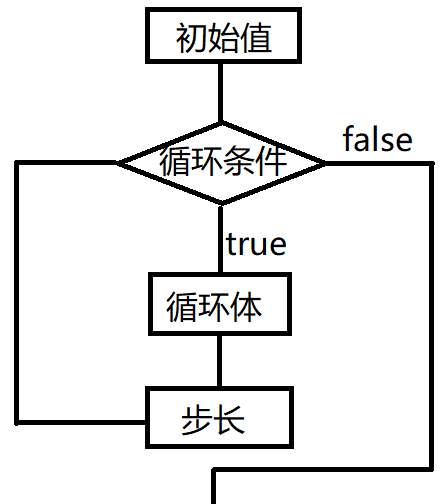 初始值
false
循环条件
true
循环体
步长